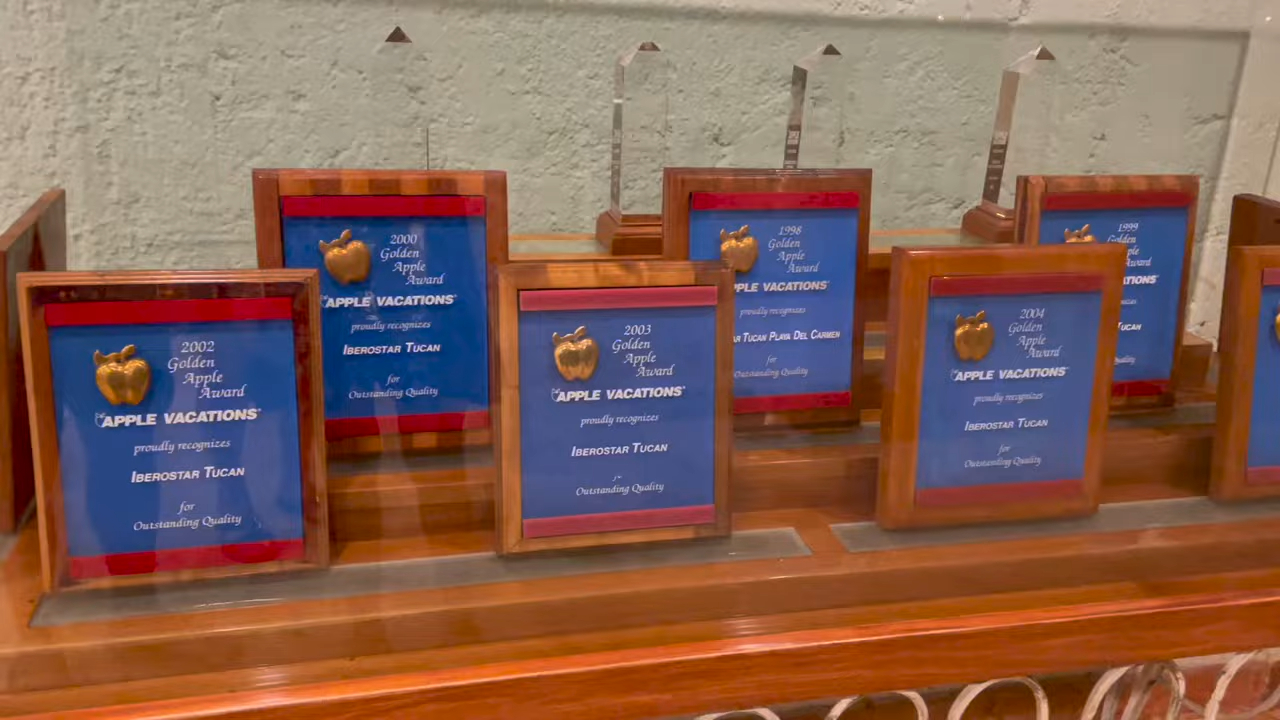 2000
Golden
Apple
Award
APPLE VACATIONS
proudly recognizes
IBEROSTAR TUCAN
for
Outstanding Quality
1998
Golden
Apple
Award
APPLE VACATIONS
proudly recognizes
TUCAN PLAYA DEL CARMEN
for
Outstanding Quality
1999
Golden
Apple
Award
TUCAN
2002
Golden
Apple
Award
APPLE VACATIONS
proudly recognizes
IBEROSTAR TUCAN
for
Outstanding Quality
2003
Golden
Apple
Award
APPLE VACATIONS
proudly recognizes
IBEROSTAR TUCAN
for
Outstanding Quality
2004
Golden
Apple
Award
APPLE VACATIONS
proudly recognizes
IBEROSTAR TUCAN
for
Outstanding Quality